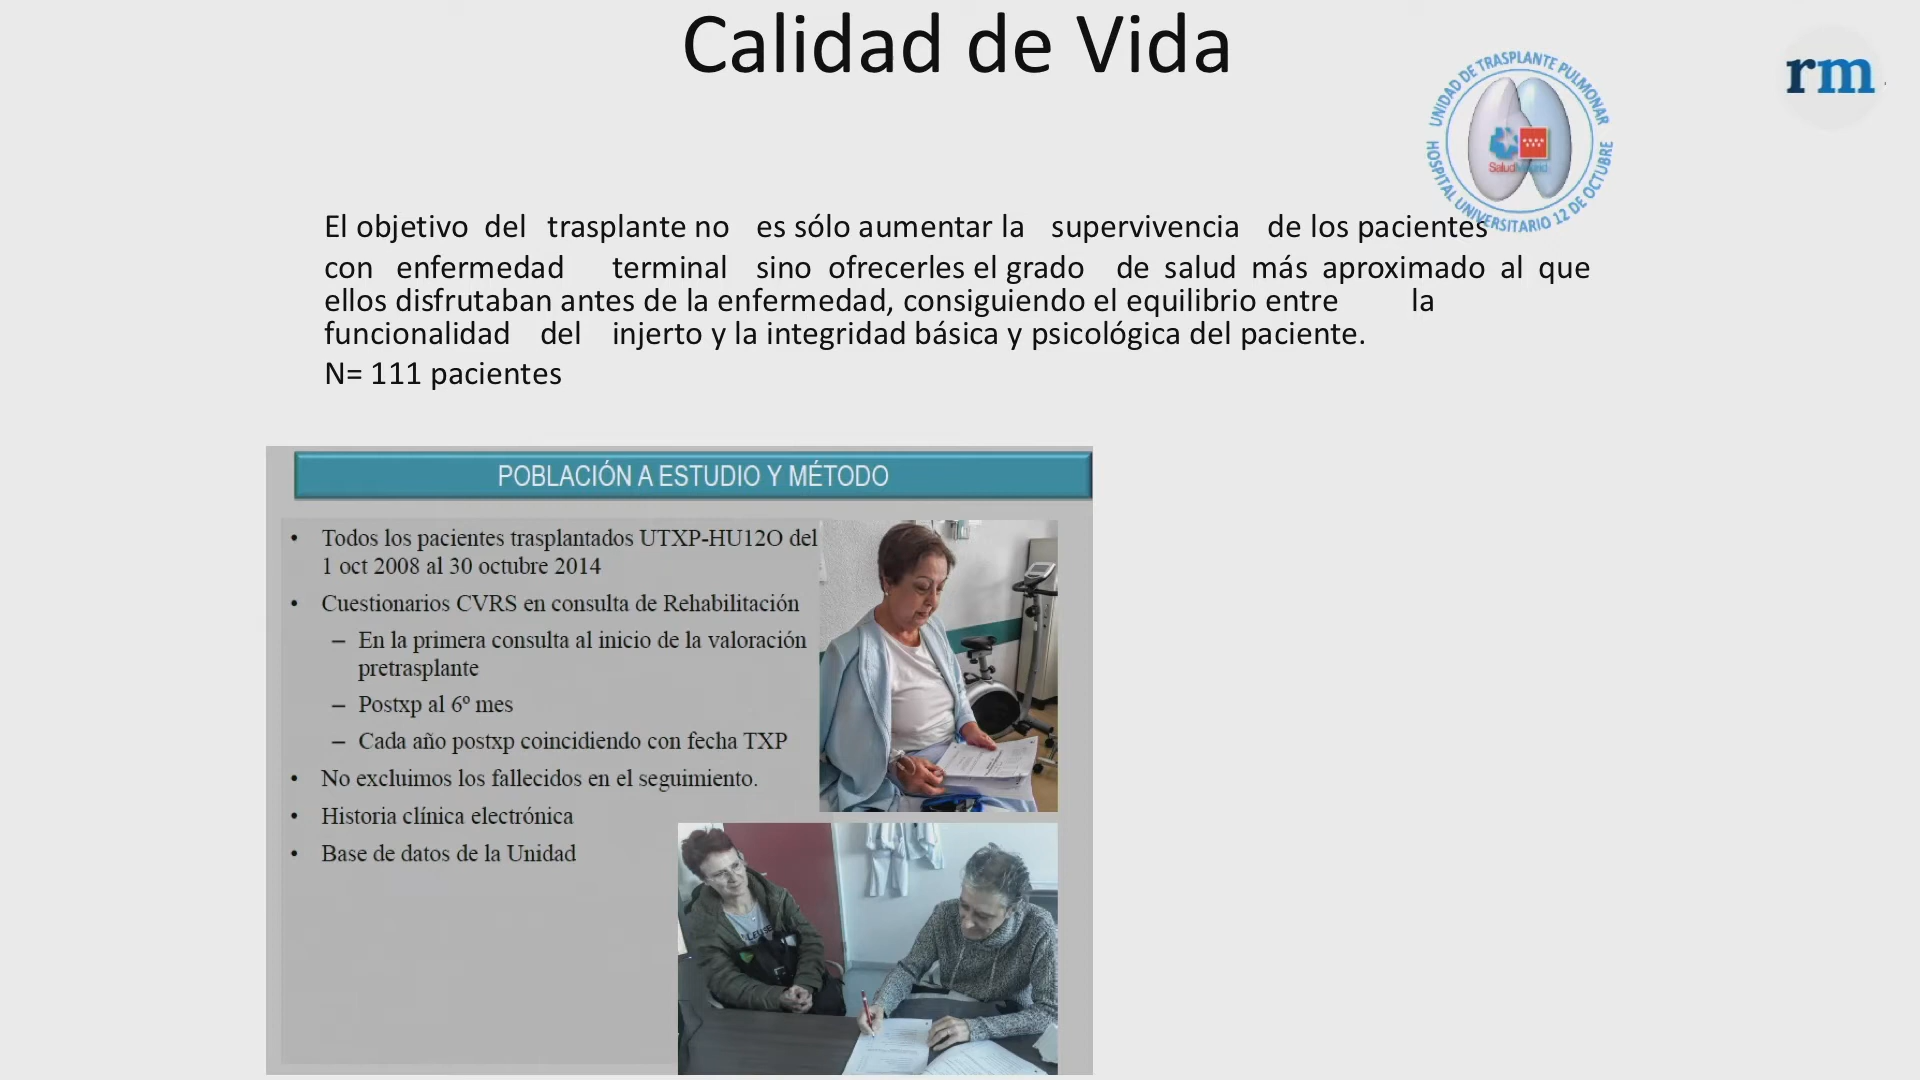 Calidad de Vida
UNIDAD DE TRASPLANTE PULMONAR
HOSPITAL UNIVERSITARIO 12 DE OCTUBRE
rm
El objetivo del trasplante no es sólo aumentar la supervivencia de los pacientes
con enfermedad terminal sino ofrecerles el grado de salud más aproximado al que
ellos disfrutaban antes de la enfermedad, consiguiendo el equilibrio entre la
funcionalidad del injerto y la integridad básica y psicológica del paciente.
N= 111 pacientes
POBLACIÓN A ESTUDIO Y MÉTODO
• Todos los pacientes trasplantados UTXP-HU12O del
1 oct 2008 al 30 octubre 2014
• Cuestionarios CVRS en consulta de Rehabilitación
– En la primera consulta al inicio de la valoración
pretrasplante
– Postxp al 6º mes
– Cada año postxp coincidiendo con fecha TXP
• No excluimos los fallecidos en el seguimiento.
• Historia clínica electrónica
• Base de datos de la Unidad